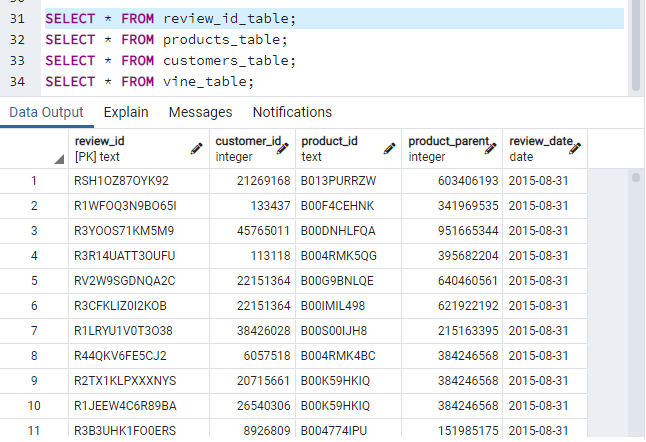 31 SELECT * FROM review_id_table;
32 SELECT * FROM products_table;
33 SELECT * FROM customers_table;
34 SELECT * FROM vine_table;
Data Output Explain Messages Notifications
review_id customer_id product_id product_parent review_date
[PK] text integer text integer date
1 RSH1OZ87OYK92 21269168 B013PURRZW 603406193 2015-08-31
2 R1WFOQ3N9BO65I 133437 B00F4CEHNK 341969535 2015-08-31
3 R3YOOS71KM5M9 45765011 B00DNHLFQA 951665344 2015-08-31
4 R3R14UATT3OUFU 113118 B004RMK5QG 395682204 2015-08-31
5 RV2W9SGDNQA2C 22151364 B00G9BNLQE 640460561 2015-08-31
6 R3CFKLIZ0I2KOB 22151364 B00IMIL498 621922192 2015-08-31
7 R1LRYU1V0T3O38 38426028 B00S00IJH8 215163395 2015-08-31
8 R44QKV6FE5CJ2 6057518 B004RMK4BC 384246568 2015-08-31
9 R2TX1KLPXXXNYS 20715661 B00K59HKIQ 384246568 2015-08-31
10 R1JEEW4C6R89BA 26540306 B00K59HKIQ 384246568 2015-08-31
11 R3B3UHK1FO0ERS 8926809 B004774IPU 151985175 2015-08-31